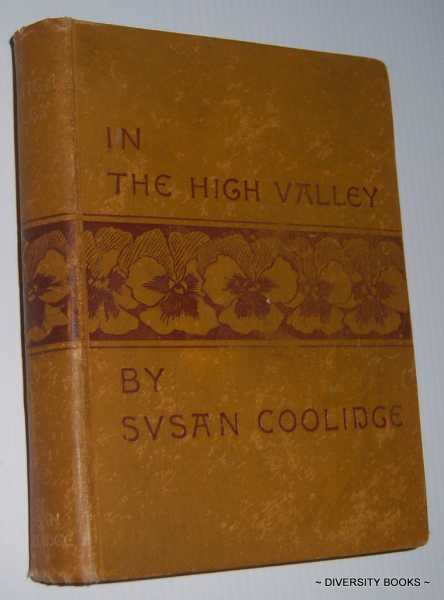 IN
THE HIGH VALLEY
BY
SVSAN COOLIDGE
~ DIVERSITY BOOKS ~